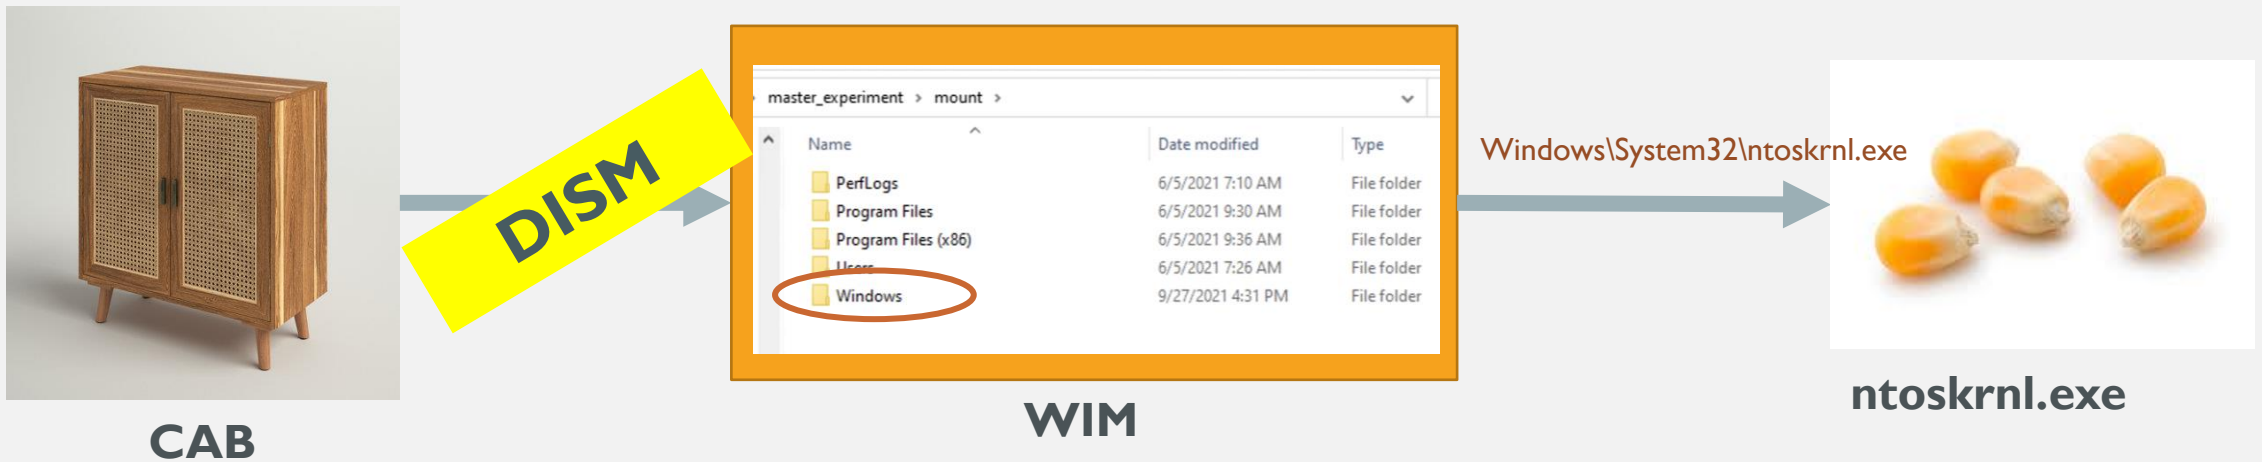 CAB
DISM
master_experiment > mount >
Name Date modified Type
PerfLogs 6/5/2021 7:10 AM File folder
Program Files 6/5/2021 9:30 AM File folder
Program Files (x86) 6/5/2021 9:36 AM File folder
Users 6/5/2021 7:26 AM File folder
Windows 9/27/2021 4:31 PM File folder
WIM
Windows\System32\ntoskrnl.exe
ntoskrnl.exe